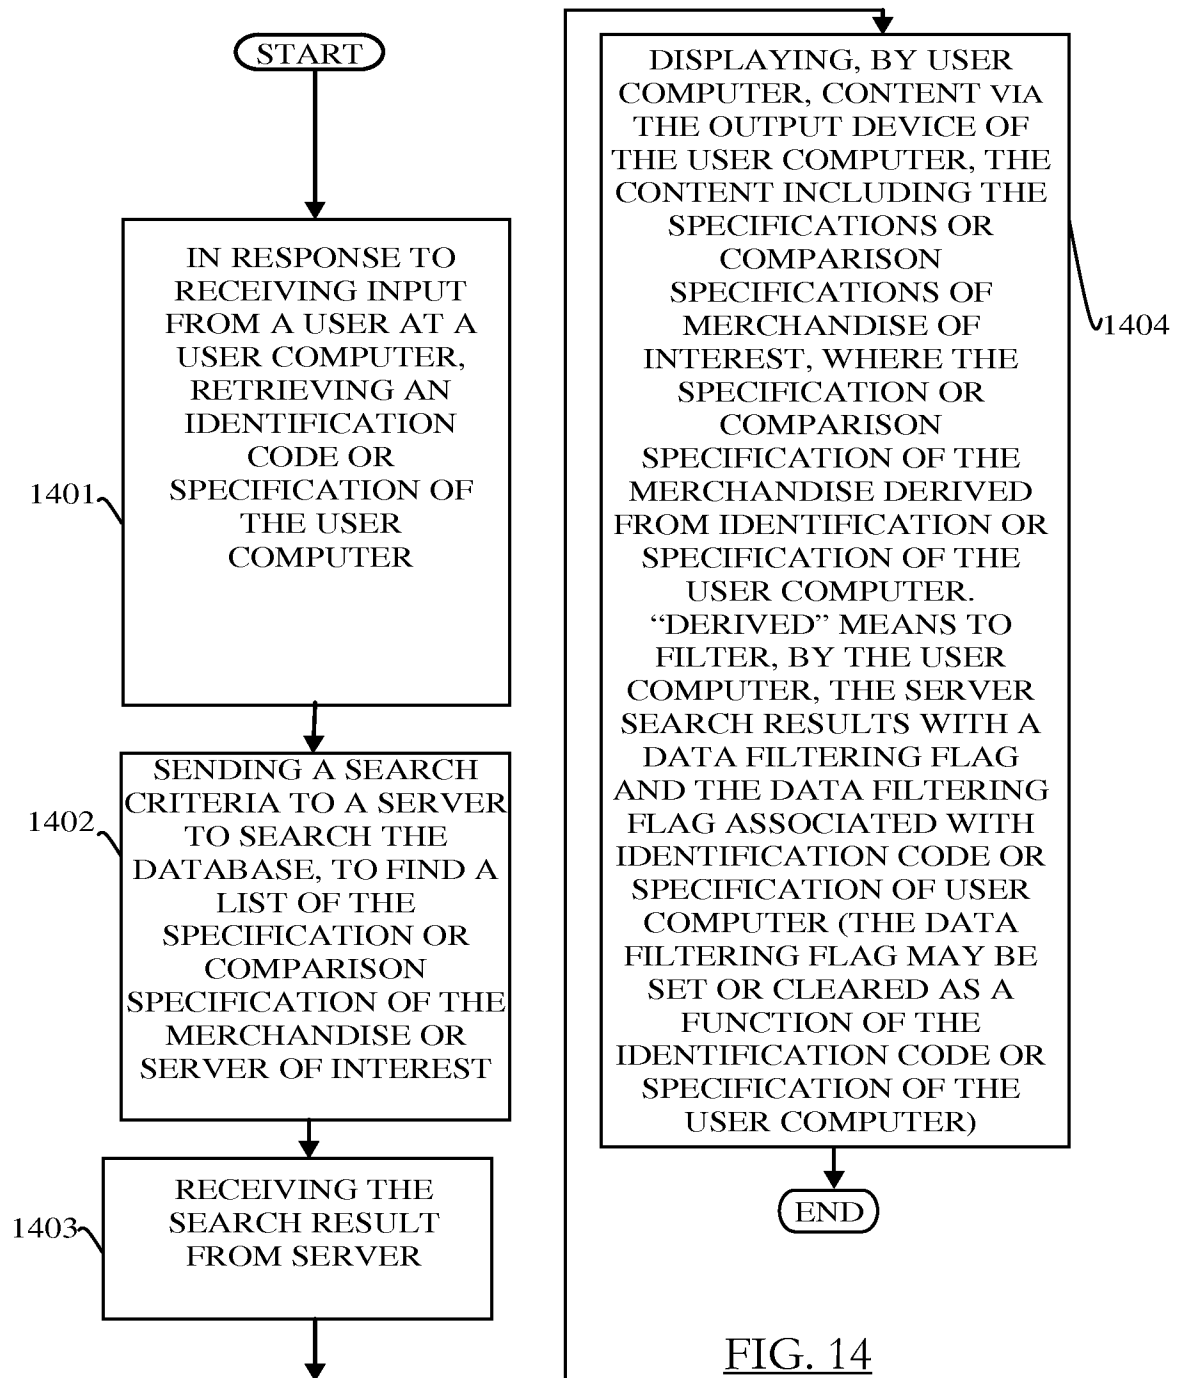 START
IN RESPONSE TO
RECEIVING INPUT
FROM A USER AT A
USER COMPUTER,
RETRIEVING AN
IDENTIFICATION
CODE OR
SPECIFICATION OF
THE USER
COMPUTER
1401
SENDING A SEARCH
CRITERIA TO A SERVER
TO SEARCH THE
DATABASE, TO FIND A
LIST OF THE
SPECIFICATION OR
COMPARISON
SPECIFICATION OF THE
MERCHANDISE OR
SERVER OF INTEREST
1402
RECEIVING THE
SEARCH RESULT
FROM SERVER
1403
DISPLAYING, BY USER
COMPUTER, CONTENT VIA
THE OUTPUT DEVICE OF
THE USER COMPUTER, THE
CONTENT INCLUDING THE
SPECIFICATIONS OR
COMPARISON
SPECIFICATIONS OF
MERCHANDISE OF
INTEREST, WHERE THE
SPECIFICATION OR
COMPARISON
SPECIFICATION OF THE
MERCHANDISE DERIVED
FROM IDENTIFICATION OR
SPECIFICATION OF THE
USER COMPUTER.
“DERIVED” MEANS TO
FILTER, BY THE USER
COMPUTER, THE SERVER
SEARCH RESULTS WITH A
DATA FILTERING FLAG
AND THE DATA FILTERING
FLAG ASSOCIATED WITH
IDENTIFICATION CODE OR
SPECIFICATION OF USER
COMPUTER (THE DATA
FILTERING FLAG MAY BE
SET OR CLEARED AS A
FUNCTION OF THE
IDENTIFICATION CODE OR
SPECIFICATION OF THE
USER COMPUTER)
1404
END
FIG. 14